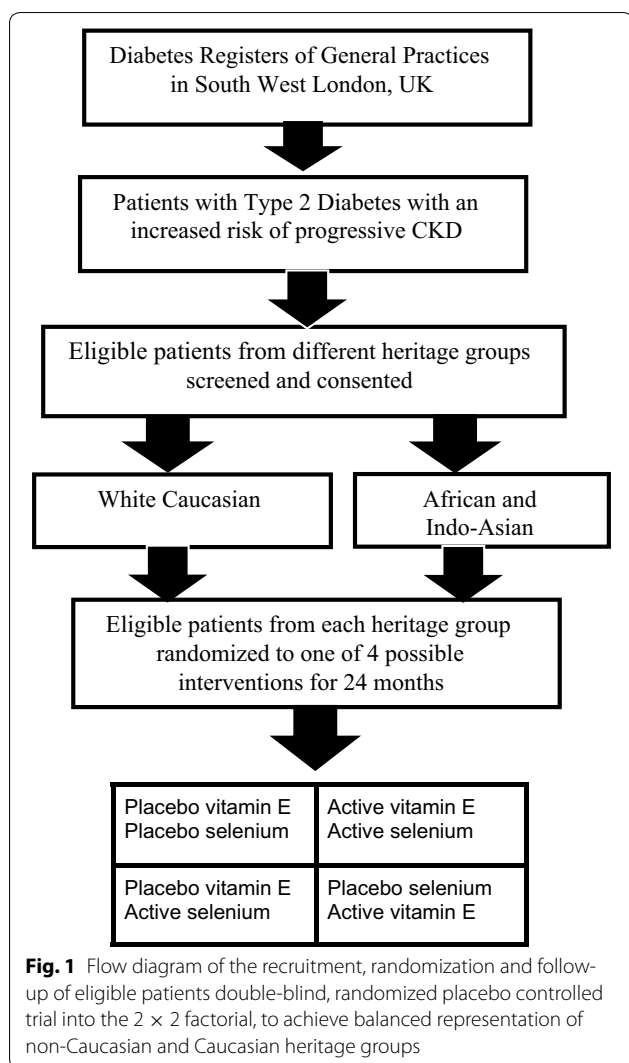 Diabetes Registers of General Practices
in South West London, UK
Patients with Type 2 Diabetes with an
increased risk of progressive CKD
Eligible patients from different heritage groups
screened and consented
White Caucasian
African and
Indo-Asian
Eligible patients from each heritage group
randomized to one of 4 possible
interventions for 24 months
Placebo vitamin E
Placebo selenium
Active vitamin E
Active selenium
Placebo vitamin E
Active selenium
Placebo selenium
Active vitamin E
Fig. 1 Flow diagram of the recruitment, randomization and follow-
up of eligible patients double-blind, randomized placebo controlled
trial into the 2 × 2 factorial, to achieve balanced representation of
non-Caucasian and Caucasian heritage groups